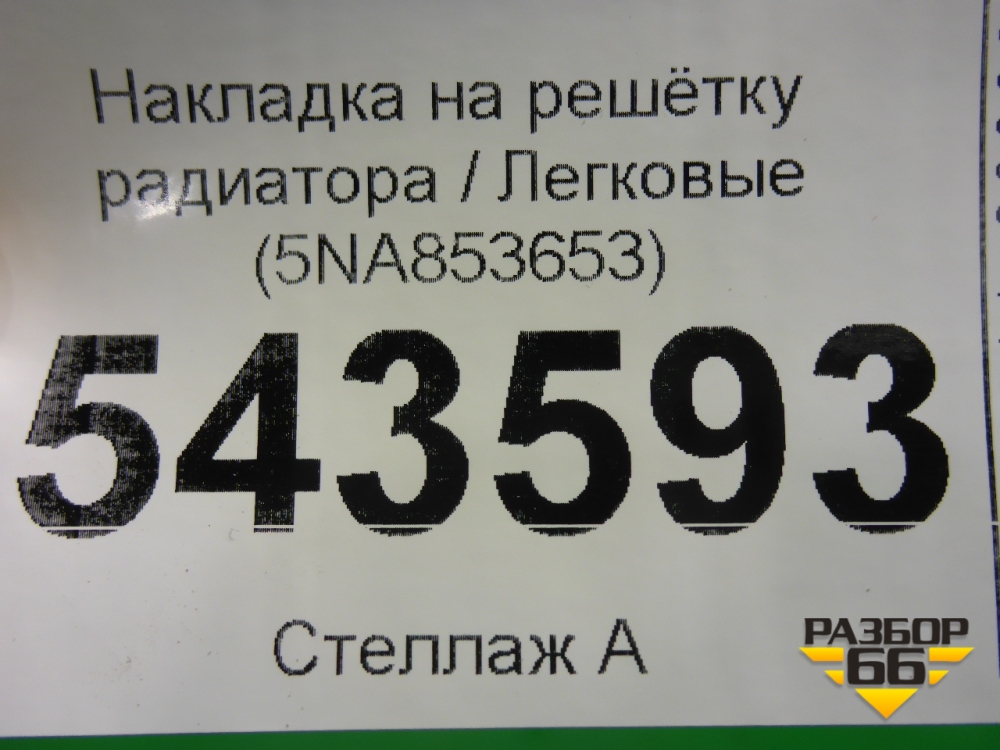 Накладка на решётку
радиатора / Легковые
(5NA853653)
543593
Стеллаж А
РАЗБОР
66